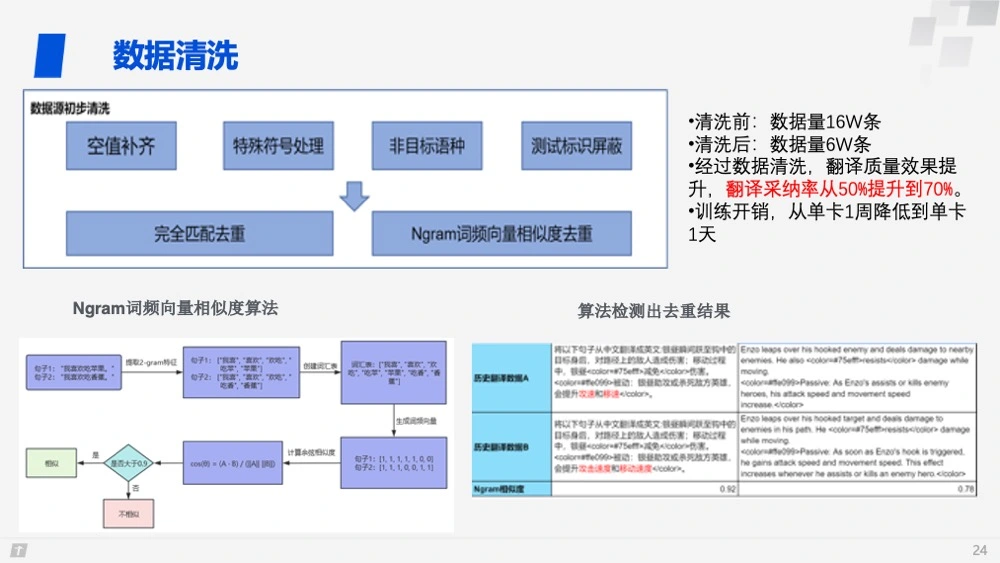 数据清洗
数据源初步清洗
空值补齐
特殊符号处理
非目标语种
测试标识屏蔽
完全匹配去重
Ngram词频向量相似度去重
•清洗前：数据量16W条
•清洗后：数据量6W条
•经过数据清洗，翻译质量效果提
升，翻译采纳率从50%提升到70%。
•训练开销，从单卡1周降低到单卡
1天
Ngram词频向量相似度算法
句子1："我喜欢吃苹果。"
句子2："我喜欢吃香蕉。"
提取2-gram特征
句子1：["我喜", "喜欢", "欢吃", "
吃苹", "苹果"]
句子2：["我喜", "喜欢", "欢吃", "
吃香", "香蕉"]
创建词汇表
词汇表：["我喜", "喜欢", "欢
吃", "吃苹", "苹果", "吃香", "香
蕉"]
生成词频向量
句子1：[1, 1, 1, 1, 1, 0, 0]
句子2：[1, 1, 1, 0, 0, 1, 1]
计算余弦相似度
cos(θ) = (A · B) / (||A|| ||B||)
是否大于0.9
是
相似
否
不相似
算法检测出去重结果
历史翻译数据A
将以下句子从中文翻译成英文:银昼瞬间跃至钩中的
目标身后，对路径上的敌人造成伤害；移动过程
中，银昼<color=#75efff>减免</color>伤害。
<color=#ffe099>被动：银昼助攻或杀死敌方英雄，
会提升攻速和移速</color>。
Enzo leaps over his hooked enemy and deals damage to nearby
enemies. He also <color=#75efff>resists</color> damage while
moving.
<color=#ffe099>Passive: As Enzo's assists or kills enemy
heroes, his attack speed and movement speed
increase.</color>
历史翻译数据B
将以下句子从中文翻译成英文:银昼瞬间跃至钩中的
目标身后，对路径上的敌人造成伤害；移动过程
中，银昼<color=#75efff>减免</color>伤害。
<color=#ffe099>被动：银昼助攻或杀死敌方英雄，
会提升攻击速度和移动速度</color>。
Enzo leaps over his hooked target and deals damage to
enemies in his path. He <color=#75efff>resists</color> damage
while moving.
<color=#ffe099>Passive: As soon as Enzo's hook is triggered,
he gains attack speed and movement speed. This effect
increases whenever he assists or kills an enemy hero.</color>
Ngram相似度
0.92
0.78
24